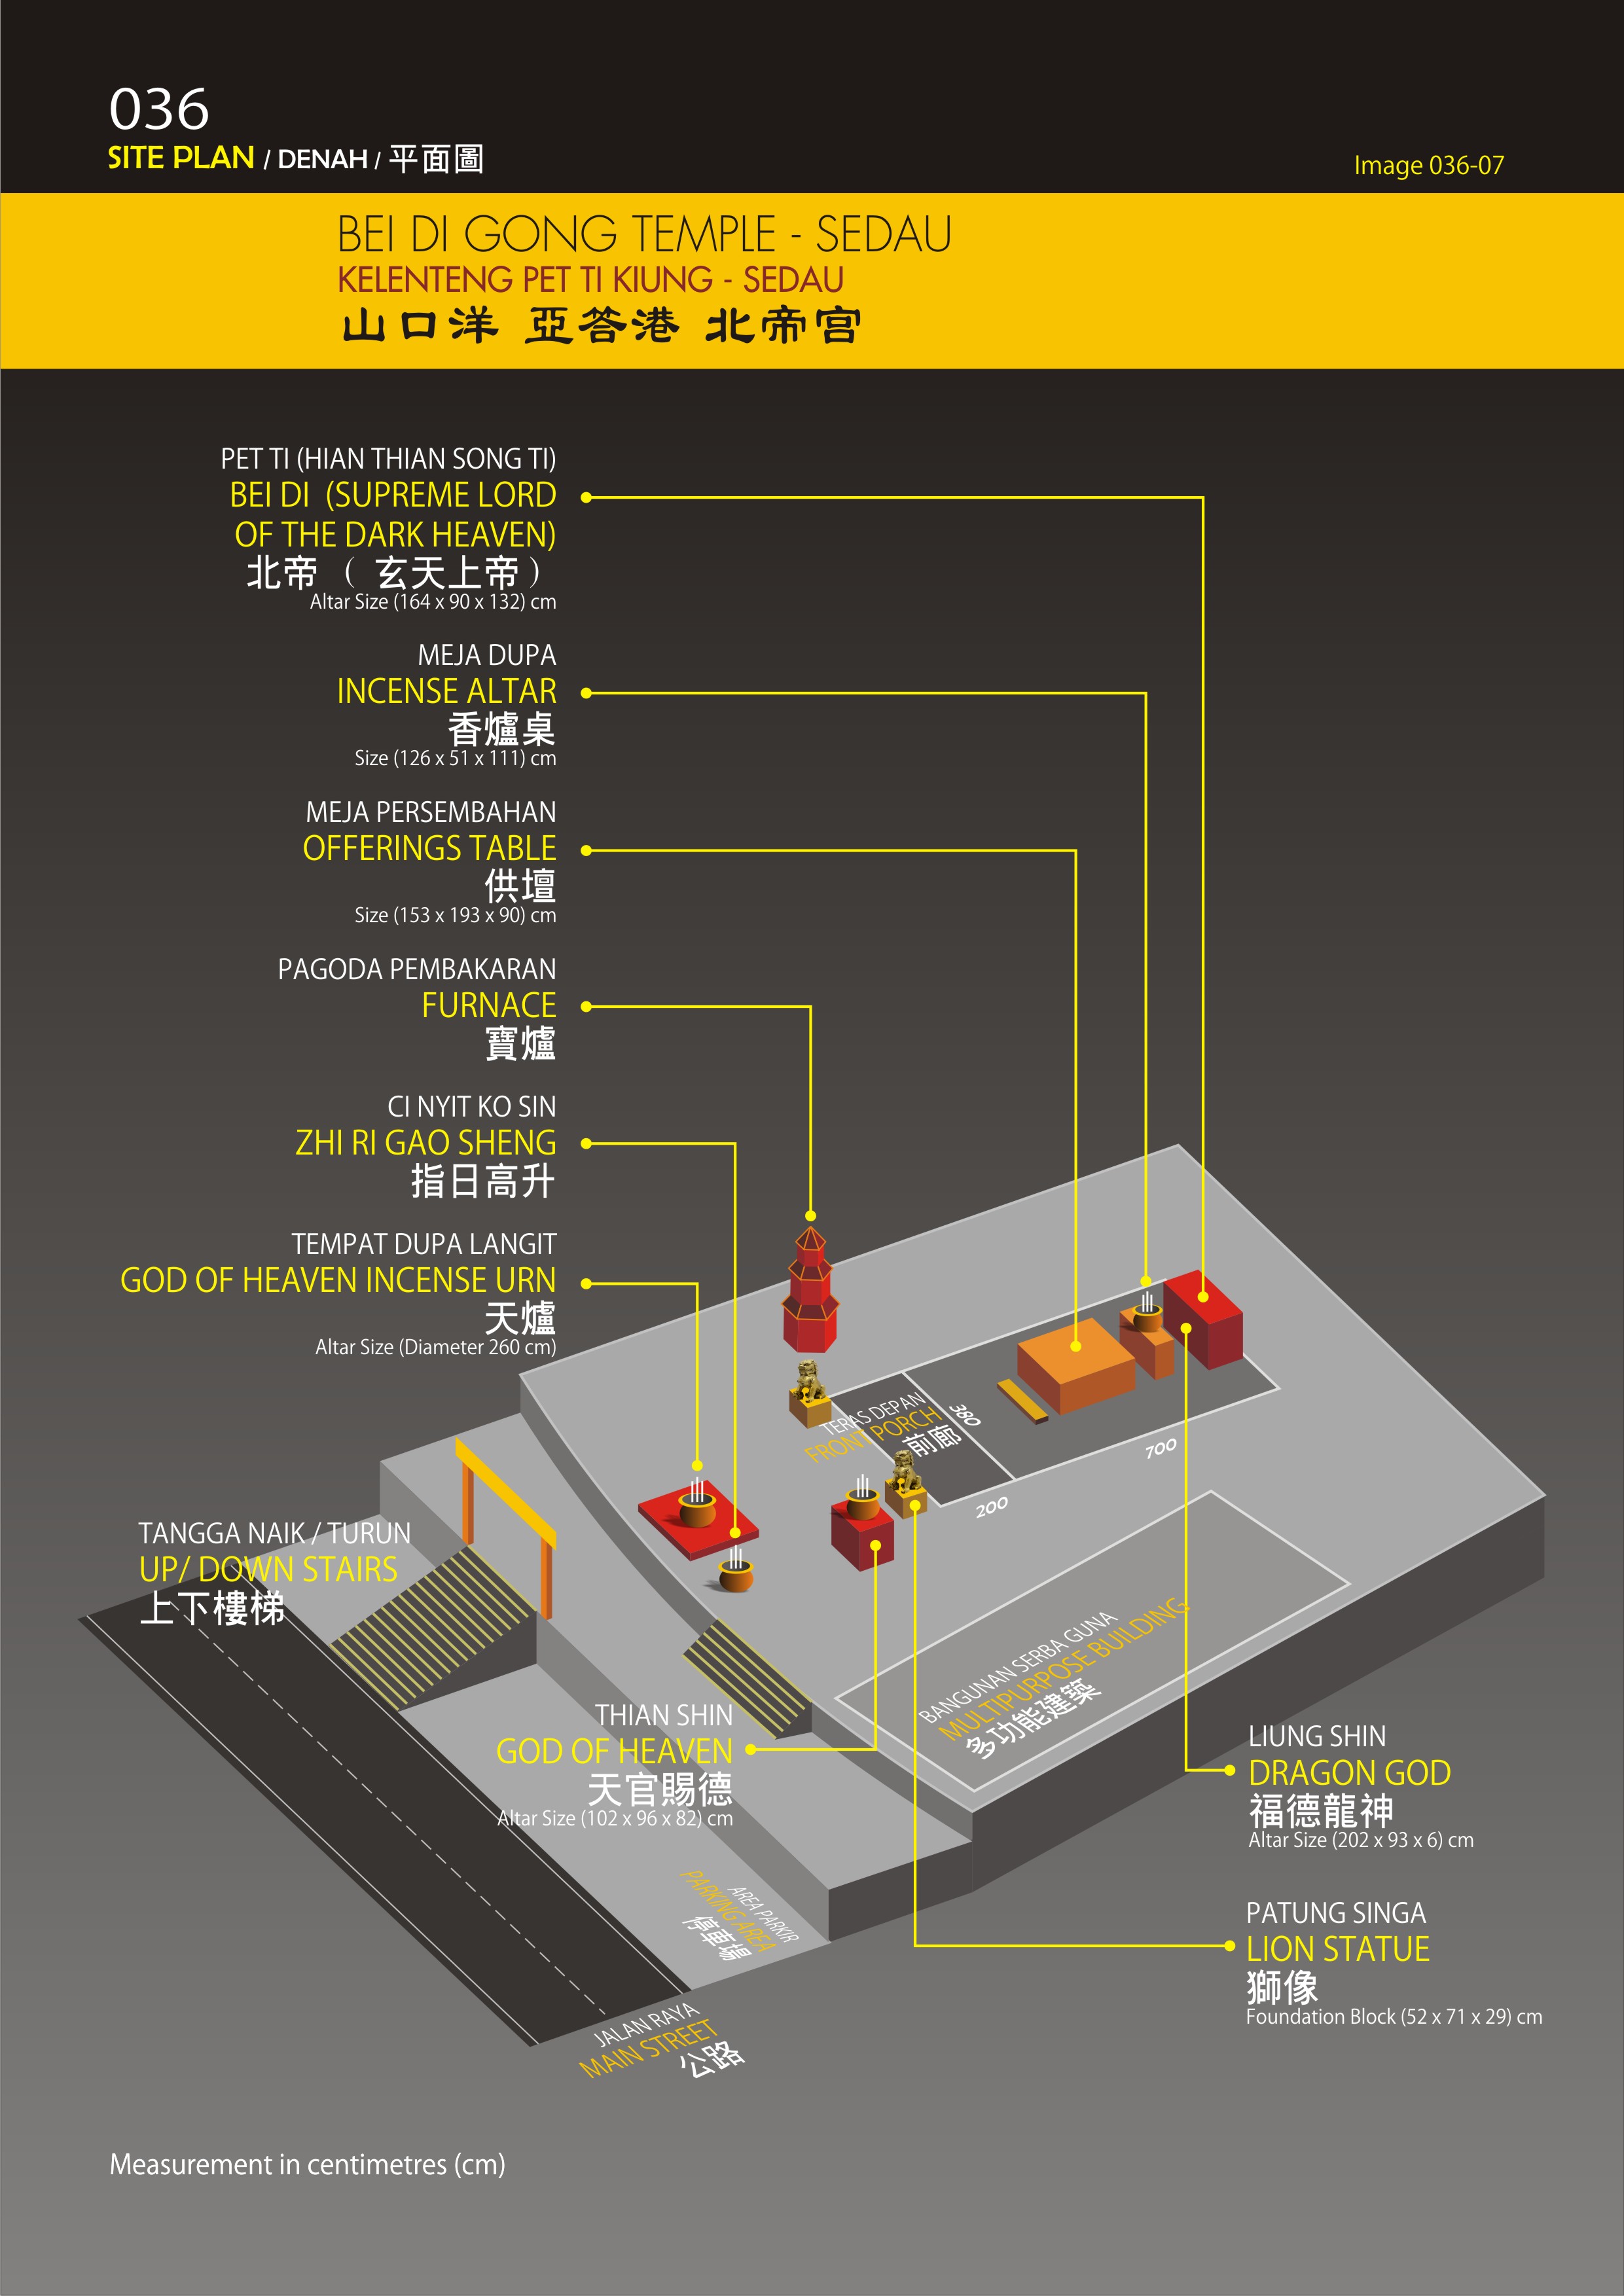 036
SITE PLAN / DENAH / 平面圖
Image 036-07
BEI DI GONG TEMPLE - SEDAU
KELENTENG PET TI KIUNG - SEDAU
山口洋 亞答港 北帝宮
PET TI (HIAN THIAN SONG TI)
BEI DI (SUPREME LORD
OF THE DARK HEAVEN)
北帝 （ 玄天上帝 ）
Altar Size (164 x 90 x 132) cm
MEJA DUPA
INCENSE ALTAR
香爐桌
Size (126 x 51 x 111) cm
MEJA PERSEMBAHAN
OFFERINGS TABLE
供壇
Size (153 x 193 x 90) cm
PAGODA PEMBAKARAN
FURNACE
寶爐
CI NYIT KO SIN
ZHI RI GAO SHENG
指日高升
TEMPAT DUPA LANGIT
GOD OF HEAVEN INCENSE URN
天爐
Altar Size (Diameter 260 cm)
TERAS DEPAN
FRONT PORCH
前廊
380
700
200
TANGGA NAIK / TURUN
UP/ DOWN STAIRS
上下樓梯
BANGUNAN SERBA GUNA
MULTIPURPOSE BUILDING
多功能建築
THIAN SHIN
GOD OF HEAVEN
天官賜德
Altar Size (102 x 96 x 82) cm
LIUNG SHIN
DRAGON GOD
福德龍神
Altar Size (202 x 93 x 6) cm
AREA PARKIR
PARKING AREA
停車場
PATUNG SINGA
LION STATUE
獅像
Foundation Block (52 x 71 x 29) cm
JALAN RAYA
MAIN STREET
公路
Measurement in centimetres (cm)